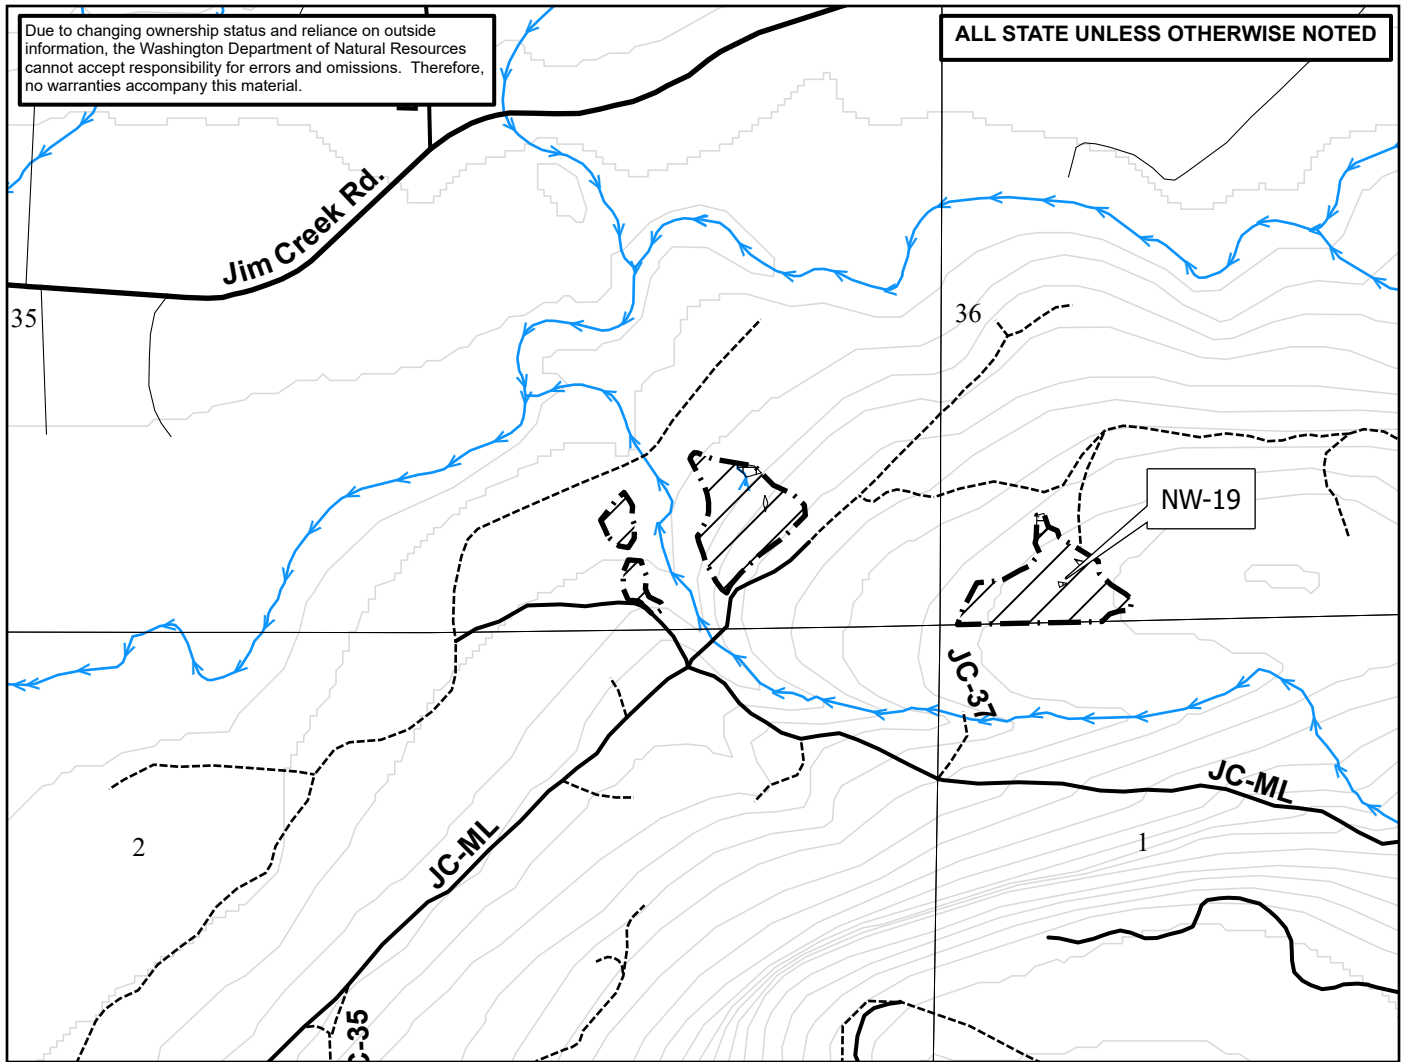 Due to changing ownership status and reliance on outside
information, the Washington Department of Natural Resources
cannot accept responsibility for errors and omissions. Therefore,
no warranties accompany this material.
ALL STATE UNLESS OTHERWISE NOTED
Jim Creek Rd.
35
36
NW-19
JC-37
JC-ML
JC-ML
2
1
C-35